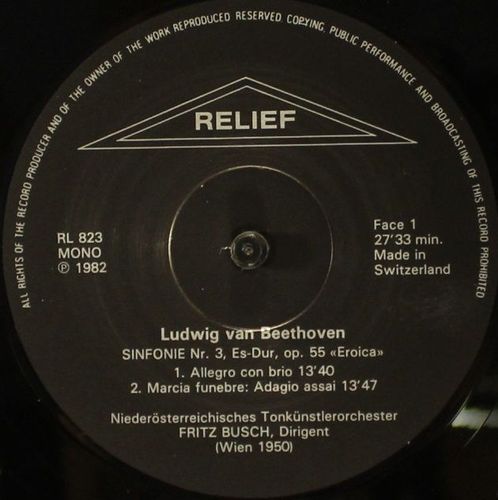 ALL RIGHTS OF THE RECORD PRODUCER AND OF THE OWNER OF THE WORK REPRODUCED RESERVED. COPYING, PUBLIC PERFORMANCE AND BROADCASTING OF THIS RECORD PROHIBITED
RELIEF
RL 823
MONO
℗ 1982
Face 1
27'33 min.
Made in
Switzerland
Ludwig van Beethoven
SINFONIE Nr. 3, Es-Dur, op. 55 «Eroica»
1. Allegro con brio 13'40
2. Marcia funebre: Adagio assai 13'47
Niederösterreichisches Tonkünstlerorchester
FRITZ BUSCH, Dirigent
(Wien 1950)